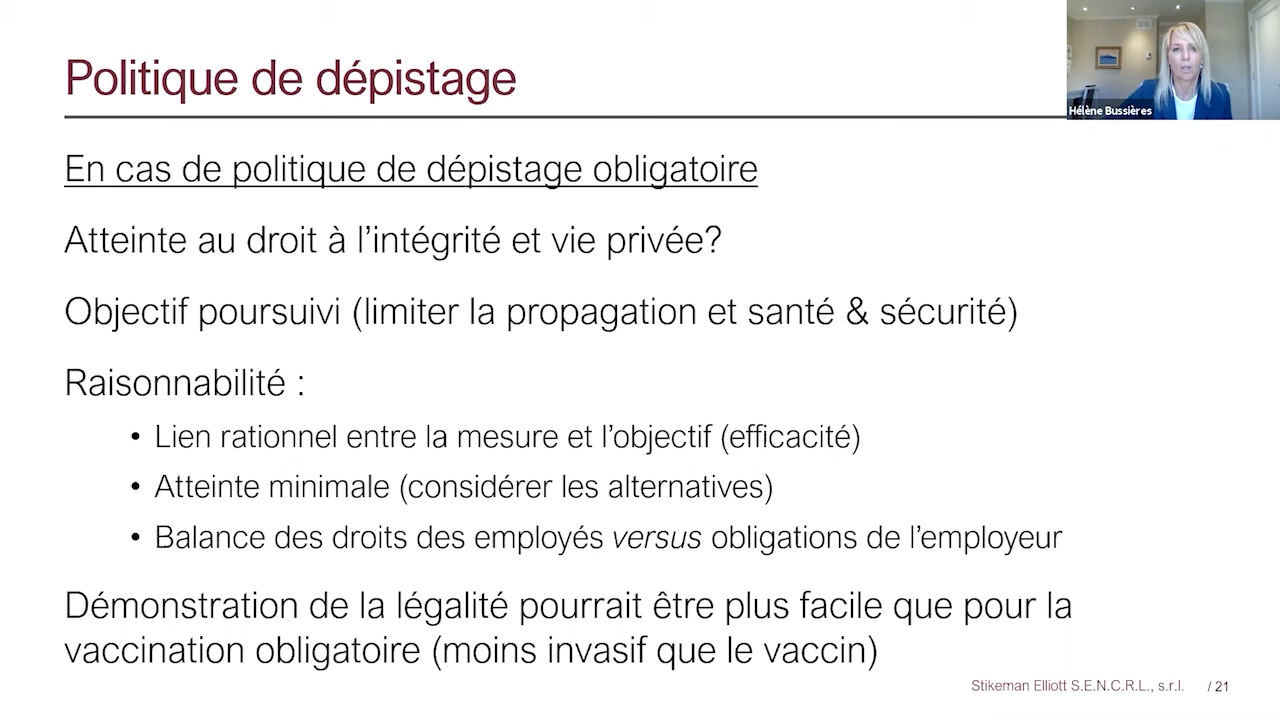 Politique de dépistage
Hélène Bussières
En cas de politique de dépistage obligatoire
Atteinte au droit à l'intégrité et vie privée?
Objectif poursuivi (limiter la propagation et santé & sécurité)
Raisonnabilité :
• Lien rationnel entre la mesure et l'objectif (efficacité)
• Atteinte minimale (considérer les alternatives)
• Balance des droits des employés versus obligations de l'employeur
Démonstration de la légalité pourrait être plus facile que pour la
vaccination obligatoire (moins invasif que le vaccin)
Stikeman Elliott S.E.N.C.R.L., s.r.l. / 21